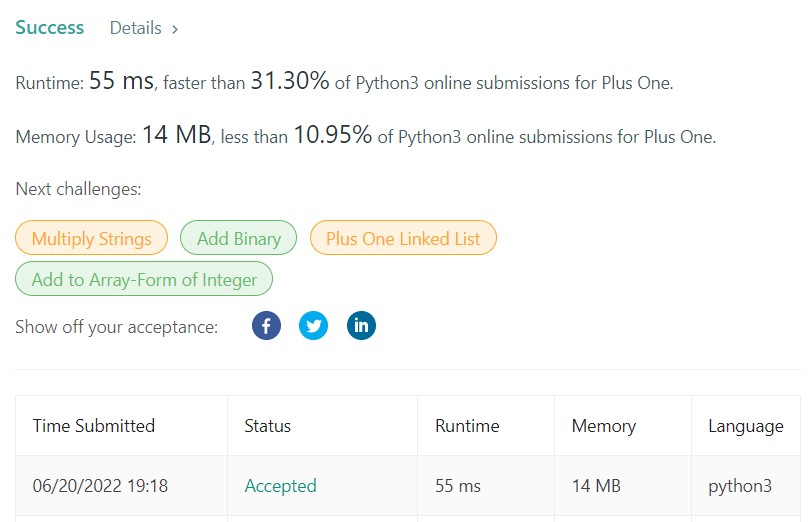 Success Details >
Runtime: 55 ms, faster than 31.30% of Python3 online submissions for Plus One.
Memory Usage: 14 MB, less than 10.95% of Python3 online submissions for Plus One.
Next challenges:
Multiply Strings Add Binary Plus One Linked List
Add to Array-Form of Integer
Show off your acceptance: f in
Time Submitted Status Runtime Memory Language
06/20/2022 19:18 Accepted 55 ms 14 MB python3